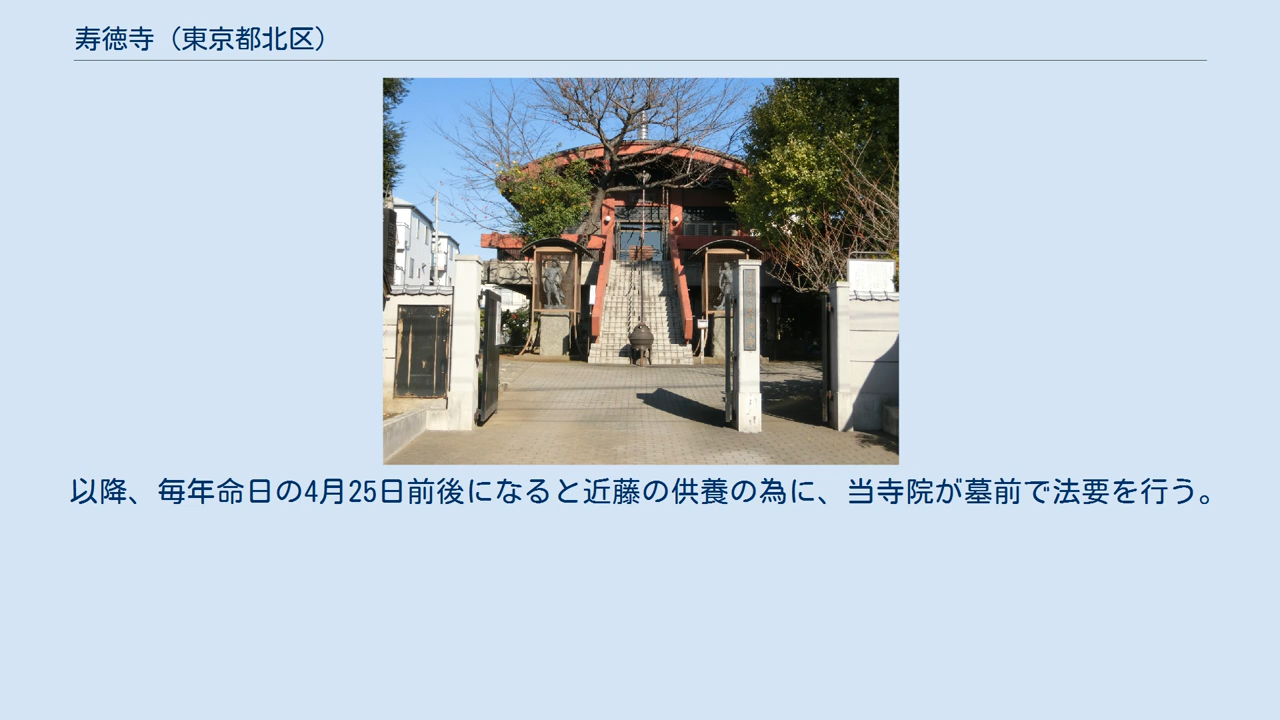 寿徳寺（東京都北区）
以降、毎年命日の4月25日前後になると近藤の供養の為に、当寺院が墓前で法要を行う。